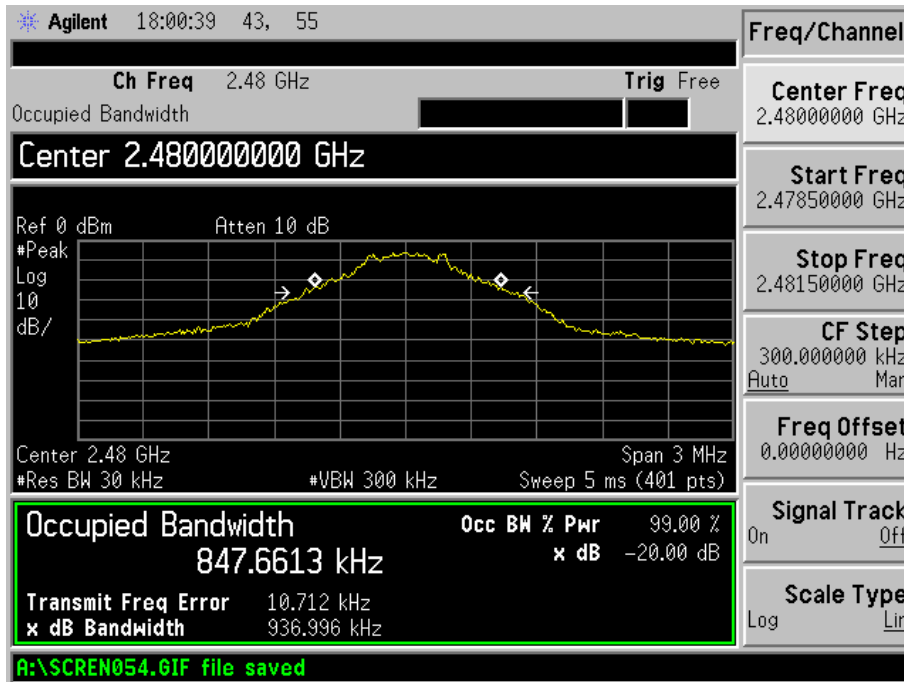 Agilent 18:00:39 43, 55
Freq/Channel
Ch Freq 2.48 GHz Trig Free
Occupied Bandwidth
Center 2.480000000 GHz
Ref 0 dBm Atten 10 dB
#Peak
Log
10
dB/
Center 2.48 GHz Span 3 MHz
#Res BW 30 kHz #VBW 300 kHz Sweep 5 ms (401 pts)
Occupied Bandwidth Occ BW % Pwr 99.00 %
847.6613 kHz x dB -20.00 dB
Transmit Freq Error 10.712 kHz
x dB Bandwidth 936.996 kHz
A:\SCREN054.GIF file saved
Center Freq
2.48000000 GHz
Start Freq
2.47850000 GHz
Stop Freq
2.48150000 GHz
CF Step
300.000000 kHz
Auto Man
Freq Offset
0.00000000 Hz
Signal Track
On Off
Scale Type
Log Lin